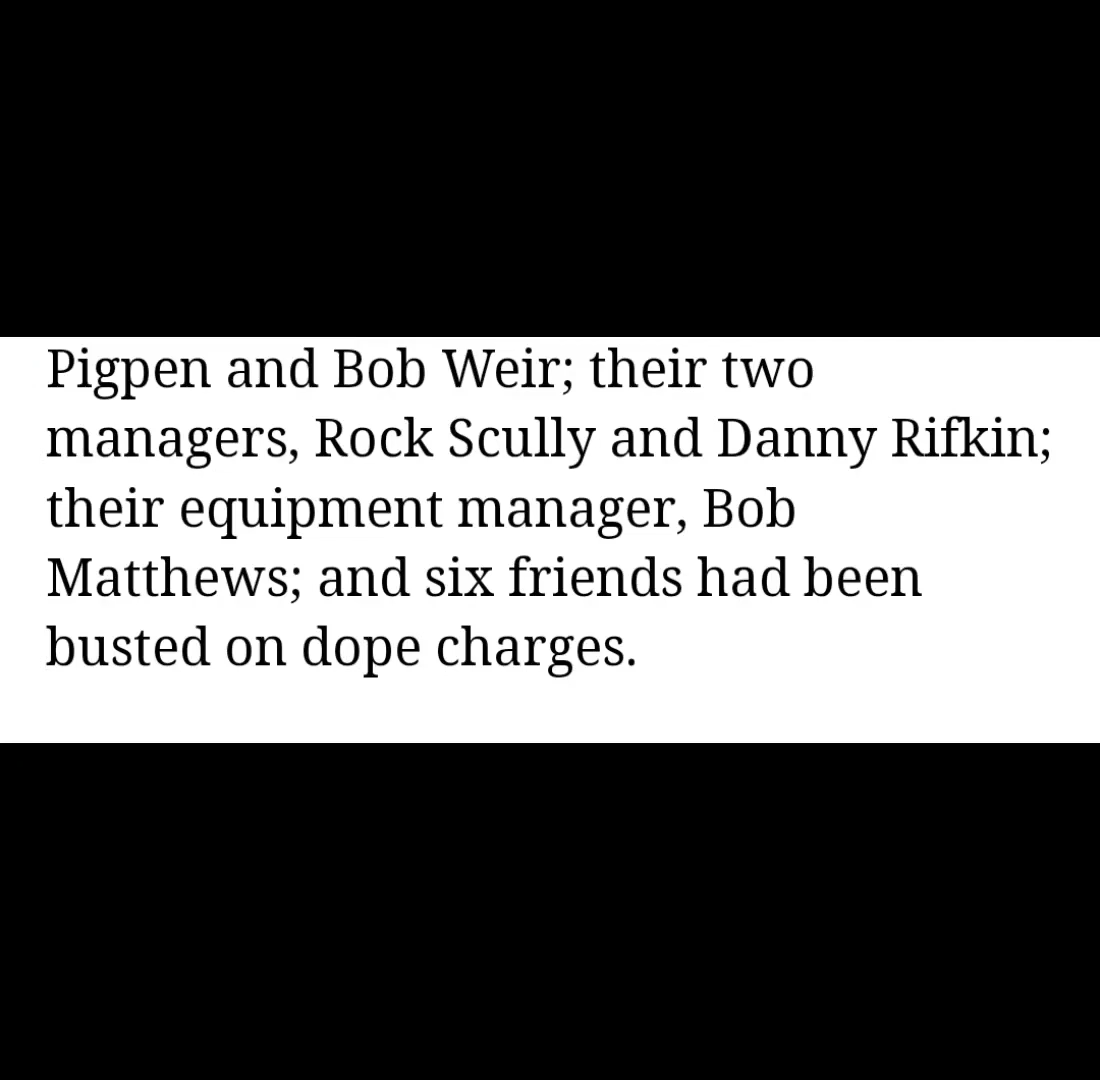 Pigpen and Bob Weir; their two
managers, Rock Scully and Danny Rifkin;
their equipment manager, Bob
Matthews; and six friends had been
busted on dope charges.